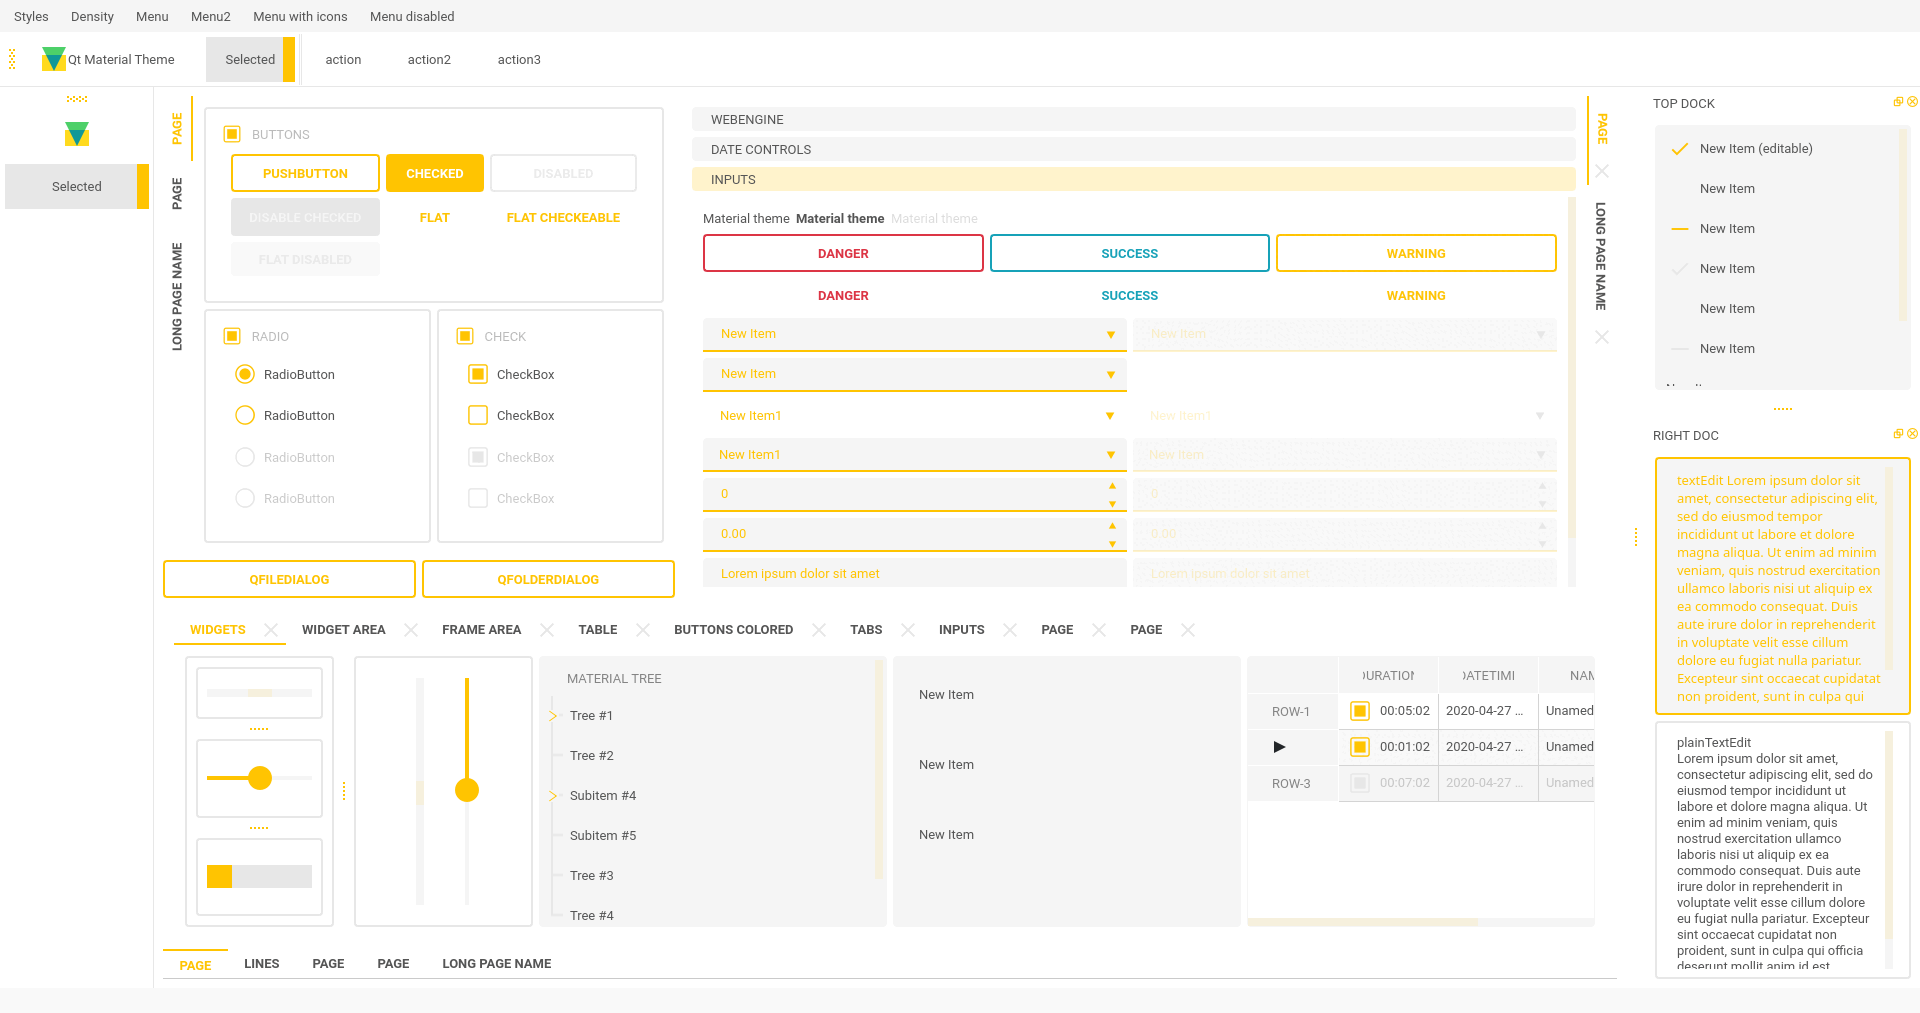 Styles Density Menu Menu2 Menu with icons Menu disabled
Qt Material Theme Selected action action2 action3
Selected
PAGE
PAGE
LONG PAGE NAME
BUTTONS
PUSHBUTTON CHECKED DISABLED
DISABLE CHECKED FLAT FLAT CHECKEABLE
FLAT DISABLED
RADIO
RadioButton
RadioButton
RadioButton
RadioButton
CHECK
CheckBox
CheckBox
CheckBox
CheckBox
QFILEDIALOG QFOLDERDIALOG
WEBENGINE
DATE CONTROLS
INPUTS
Material theme Material theme Material theme
DANGER SUCCESS WARNING
DANGER SUCCESS WARNING
New Item New Item
New Item
New Item1 New Item1
New Item1 New Item
0 0
0.00 0.00
Lorem ipsum dolor sit amet Lorem ipsum dolor sit amet
PAGE
LONG PAGE NAME
WIDGETS WIDGET AREA FRAME AREA TABLE BUTTONS COLORED TABS INPUTS PAGE PAGE
MATERIAL TREE
Tree #1
Tree #2
Subitem #4
Subitem #5
Tree #3
Tree #4
New Item
New Item
New Item
URATION ATETIMI NAM
ROW-1 00:05:02 2020-04-27 ... Unamed
00:01:02 2020-04-27 ... Unamed
ROW-3 00:07:02 2020-04-27 ... Unamed
PAGE LINES PAGE PAGE LONG PAGE NAME
TOP DOCK
New Item (editable)
New Item
New Item
New Item
New Item
New Item
RIGHT DOC
textEdit Lorem ipsum dolor sit
amet, consectetur adipiscing elit,
sed do eiusmod tempor
incididunt ut labore et dolore
magna aliqua. Ut enim ad minim
veniam, quis nostrud exercitation
ullamco laboris nisi ut aliquip ex
ea commodo consequat. Duis
aute irure dolor in reprehenderit
in voluptate velit esse cillum
dolore eu fugiat nulla pariatur.
Excepteur sint occaecat cupidatat
non proident, sunt in culpa qui
plainTextEdit
Lorem ipsum dolor sit amet,
consectetur adipiscing elit, sed do
eiusmod tempor incididunt ut
labore et dolore magna aliqua. Ut
enim ad minim veniam, quis
nostrud exercitation ullamco
laboris nisi ut aliquip ex ea
commodo consequat. Duis aute
irure dolor in reprehenderit in
voluptate velit esse cillum dolore
eu fugiat nulla pariatur. Excepteur
sint occaecat cupidatat non
proident, sunt in culpa qui officia
deserunt mollit anim id est